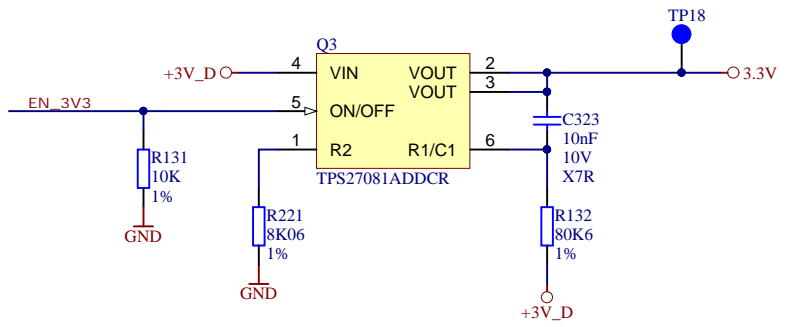 TP18
Q3
+3V_D
4
VIN
VOUT
2
3.3V
VOUT
3
EN_3V3
5
ON/OFF
C323
10nF
10V
X7R
1
R2
R1/C1
6
R131
10K
1%
TPS27081ADDCR
R221
8K06
1%
R132
80K6
1%
GND
GND
+3V_D